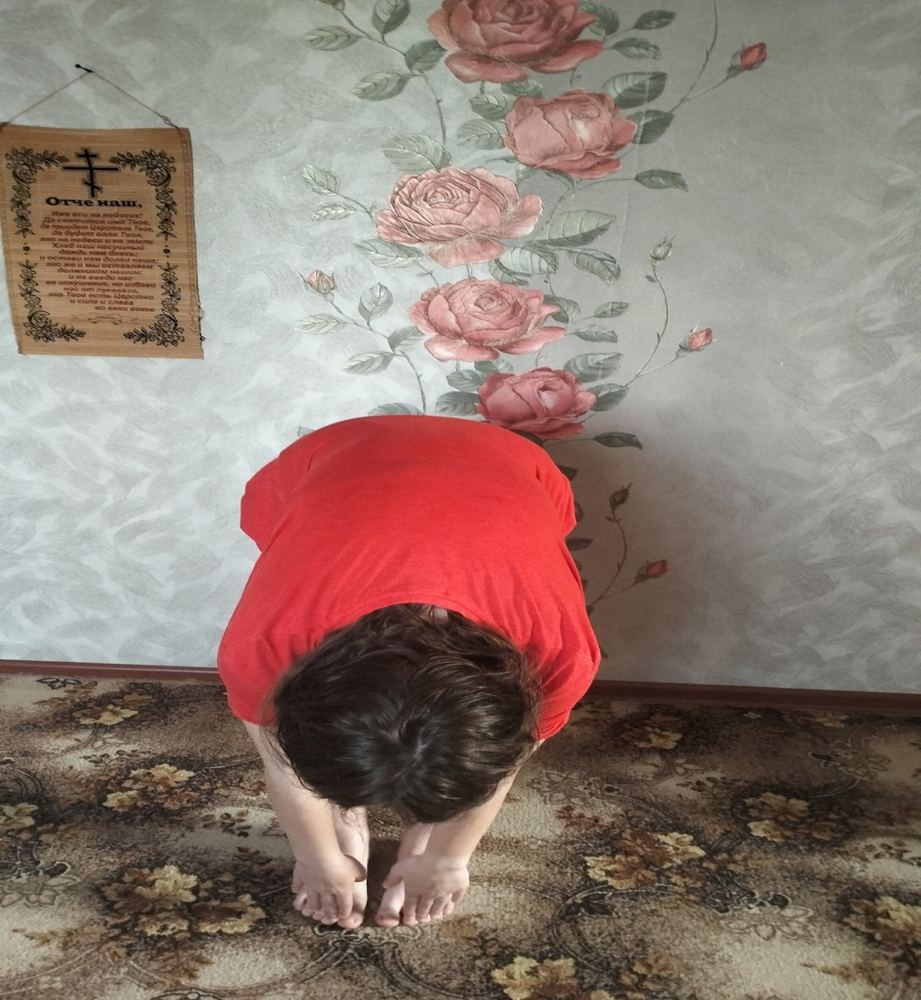 Отче наш,
Иже еси на небесех!
Да святится имя Твое,
да приидет Царствие Твое,
да будет воля Твоя,
яко на небеси и на земли.
Хлеб наш насущный
даждь нам днесь;
и остави нам долги наша,
яко же и мы оставляем
должником нашим;
и не введи нас
во искушение, но избави
нас от лукаваго,
яко Твое есть Царство
и сила и слава
во веки веков